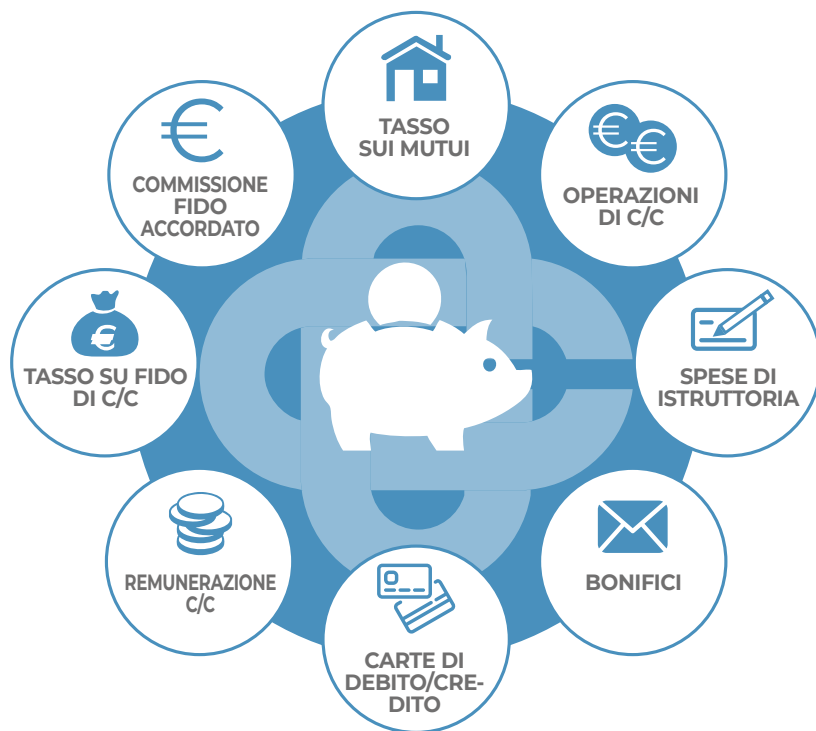 TASSO
SUI MUTUI
OPERAZIONI
DI C/C
SPESE DI
ISTRUTTORIA
BONIFICI
CARTE DI
DEBITO/CRE-
DITO
REMUNERAZIONE
C/C
TASSO SU FIDO
DI C/C
COMMISSIONE
FIDO
ACCORDATO